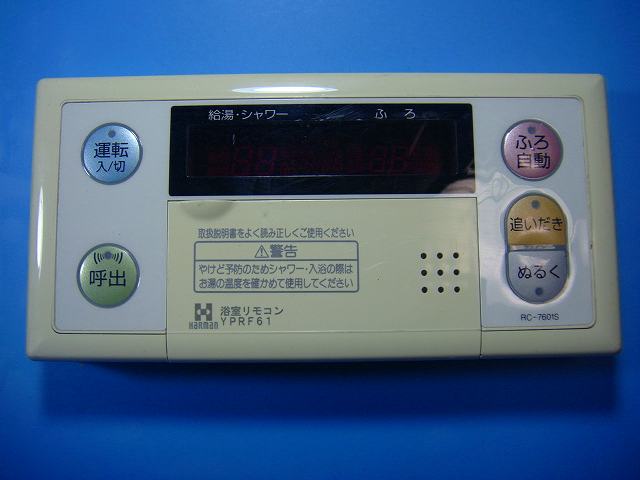 給湯・シャワー ふろ
運転
入/切
ふろ
自動
取扱説明書をよく読み正しくご使用ください
⚠警告
やけど予防のためシャワー・入浴の際は
お湯の温度を確かめて使用してください
追いだき
ぬるく
呼出
HARMAN
浴室リモコン
YPRF61
RC-7601S